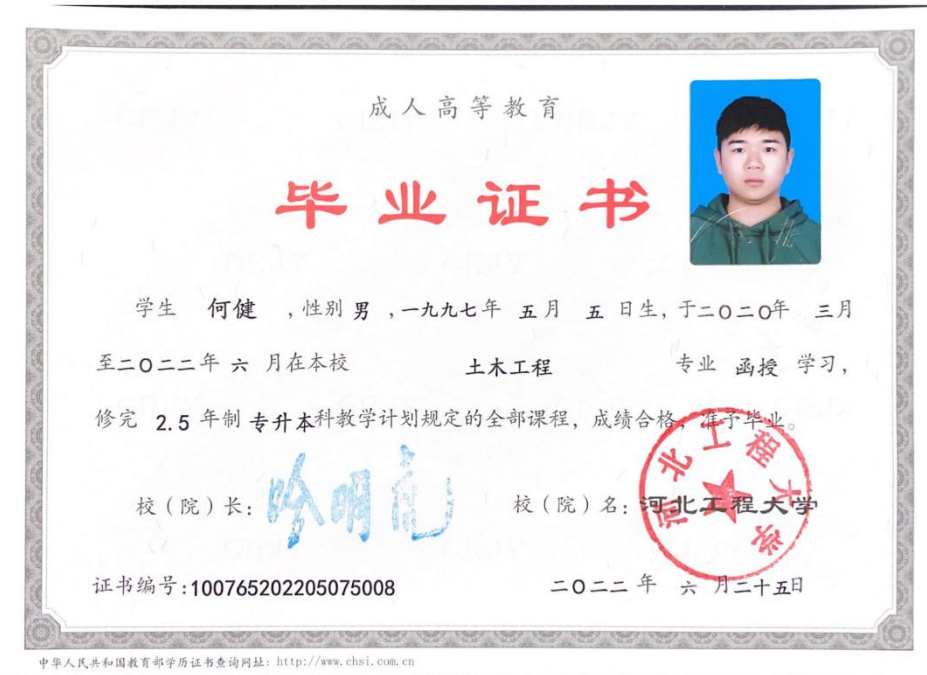 成人高等教育
毕业证书
学生 何健 ，性别 男 ，一九九七年 五月 五 日生，于二〇二〇年 三月
至二〇二二年 六 月在本校 土木工程 专业 函授 学习，
修完 2.5 年制 专升本科教学计划规定的全部课程，成绩合格，准予毕业。
校（院）长：
校（院）名：河北工程大学
河北工程大学
证书编号：100765202205075008
二〇二二 年 六 月二十五日
中华人民共和国教育部学历证书查询网址：http://www.chsi.com.cn